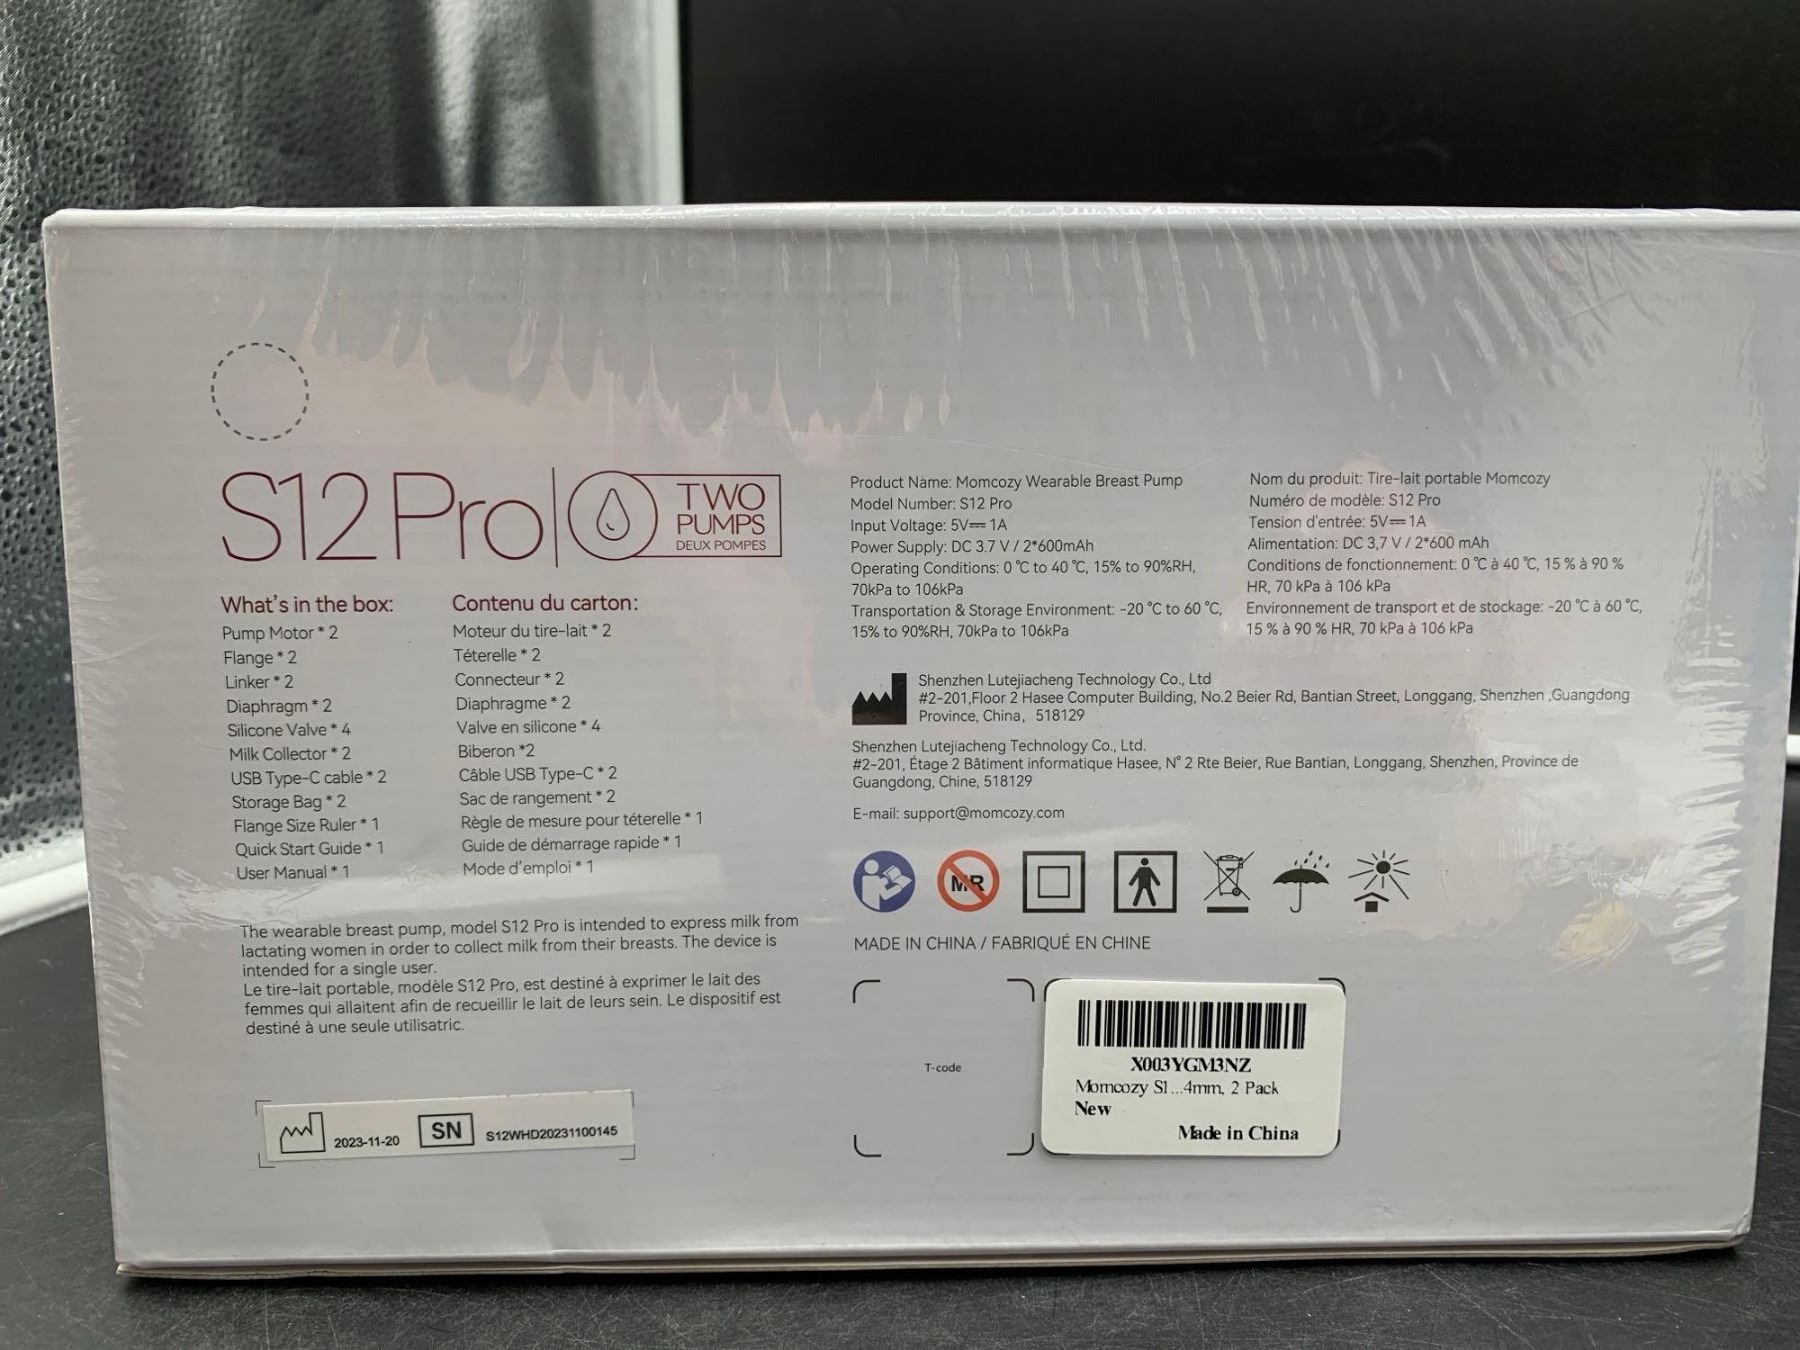 S12 Pro
TWO
PUMPS
DEUX POMPES
What's in the box:
Pump Motor * 2
Flange * 2
Linker * 2
Diaphragm * 2
Silicone Valve * 4
Milk Collector * 2
USB Type-C cable * 2
Storage Bag * 2
Flange Size Ruler * 1
Quick Start Guide * 1
User Manual * 1
Contenu du carton:
Moteur du tire-lait * 2
Téterelle * 2
Connecteur * 2
Diaphragme * 2
Valve en silicone * 4
Biberon *2
Câble USB Type-C * 2
Sac de rangement * 2
Règle de mesure pour téterelle * 1
Guide de démarrage rapide * 1
Mode d'emploi * 1
The wearable breast pump, model S12 Pro is intended to express milk from
lactating women in order to collect milk from their breasts. The device is
intended for a single user.
Le tire-lait portable, modèle S12 Pro, est destiné à exprimer le lait des
femmes qui allaitent afin de recueillir le lait de leurs sein. Le dispositif est
destiné à une seule utilisatric.
2023-11-20
SN
S12WHD20231100145
Product Name: Momcozy Wearable Breast Pump
Model Number: S12 Pro
Input Voltage: 5V⎓ 1A
Power Supply: DC 3.7 V / 2*600mAh
Operating Conditions: 0 ℃ to 40 ℃, 15% to 90%RH,
70kPa to 106kPa
Transportation & Storage Environment: -20 ℃ to 60 ℃,
15% to 90%RH, 70kPa to 106kPa
Nom du produit: Tire-lait portable Momcozy
Numéro de modèle: S12 Pro
Tension d'entrée: 5V⎓ 1A
Alimentation: DC 3,7 V / 2*600 mAh
Conditions de fonctionnement: 0 ℃ à 40 ℃, 15 % à 90 %
HR, 70 kPa à 106 kPa
Environnement de transport et de stockage: -20 ℃ à 60 ℃,
15 % à 90 % HR, 70 kPa à 106 kPa
Shenzhen Lutejiacheng Technology Co., Ltd
#2-201,Floor 2 Hasee Computer Building, No.2 Beier Rd, Bantian Street, Longgang, Shenzhen ,Guangdong
Province, China, 518129
Shenzhen Lutejiacheng Technology Co., Ltd.
#2-201, Étage 2 Bâtiment informatique Hasee, N° 2 Rte Beier, Rue Bantian, Longgang, Shenzhen, Province de
Guangdong, Chine, 518129
E-mail: support@momcozy.com
MR
MADE IN CHINA / FABRIQUÉ EN CHINE
T-code
X003YGM3NZ
Momcozy S1...4mm, 2 Pack
New
Made in China